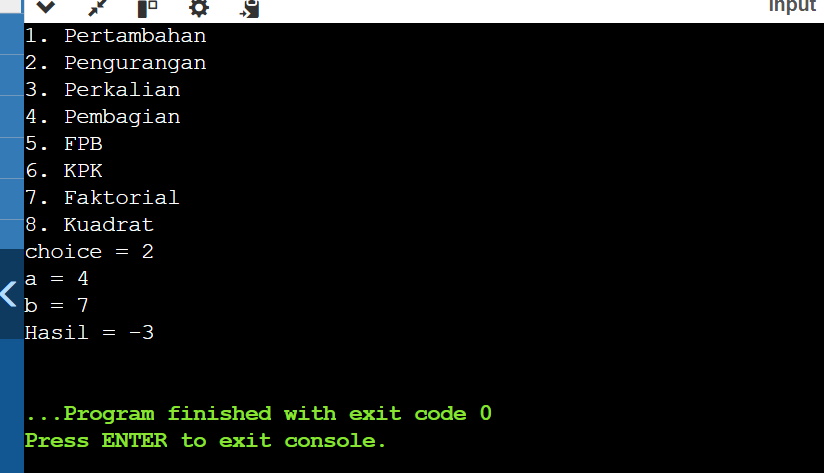 input
1. Pertambahan
2. Pengurangan
3. Perkalian
4. Pembagian
5. FPB
6. KPK
7. Faktorial
8. Kuadrat
choice = 2
a = 4
b = 7
Hasil = -3
...Program finished with exit code 0
Press ENTER to exit console.